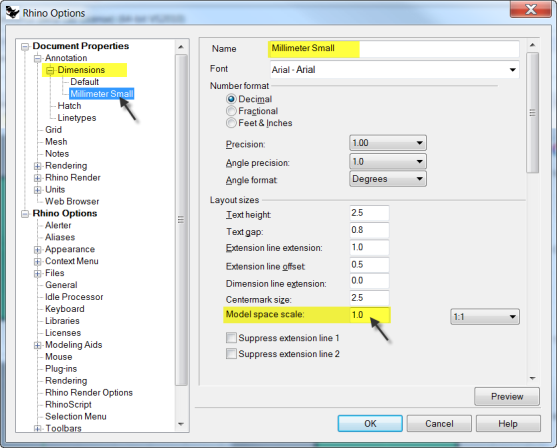 Rhino Options
Document Properties
Annotation
Dimensions
Default
Millimeter Small
Hatch
Linetypes
Grid
Mesh
Notes
Rendering
Rhino Render
Units
Web Browser
Rhino Options
Alerter
Aliases
Appearance
Context Menu
Files
General
Idle Processor
Keyboard
Libraries
Licenses
Modeling Aids
Mouse
Plug-ins
Rendering
Rhino Render Options
RhinoScript
Selection Menu
Toolbars
Name Millimeter Small
Font Arial - Arial
Number format
Decimal
Fractional
Feet & Inches
Precision: 1.00
Angle precision: 1.0
Angle format: Degrees
Layout sizes
Text height: 2.5
Text gap: 0.8
Extension line extension: 1.0
Extension line offset: 0.5
Dimension line extension: 0.0
Centermark size: 2.5
Model space scale: 1.0 1:1
Suppress extension line 1
Suppress extension line 2
Preview
OK Cancel Help